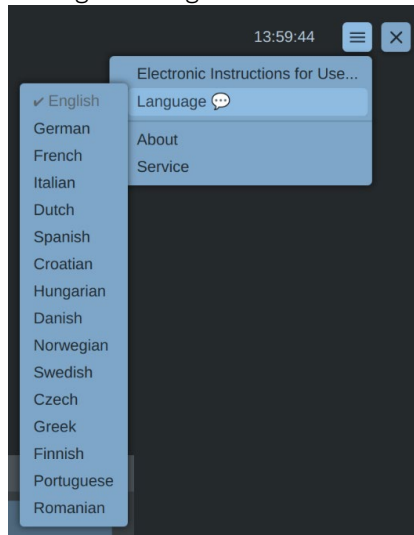 13:59:44
Electronic Instructions for Use...
Language 💬
About
Service
✔ English
German
French
Italian
Dutch
Spanish
Croatian
Hungarian
Danish
Norwegian
Swedish
Czech
Greek
Finnish
Portuguese
Romanian